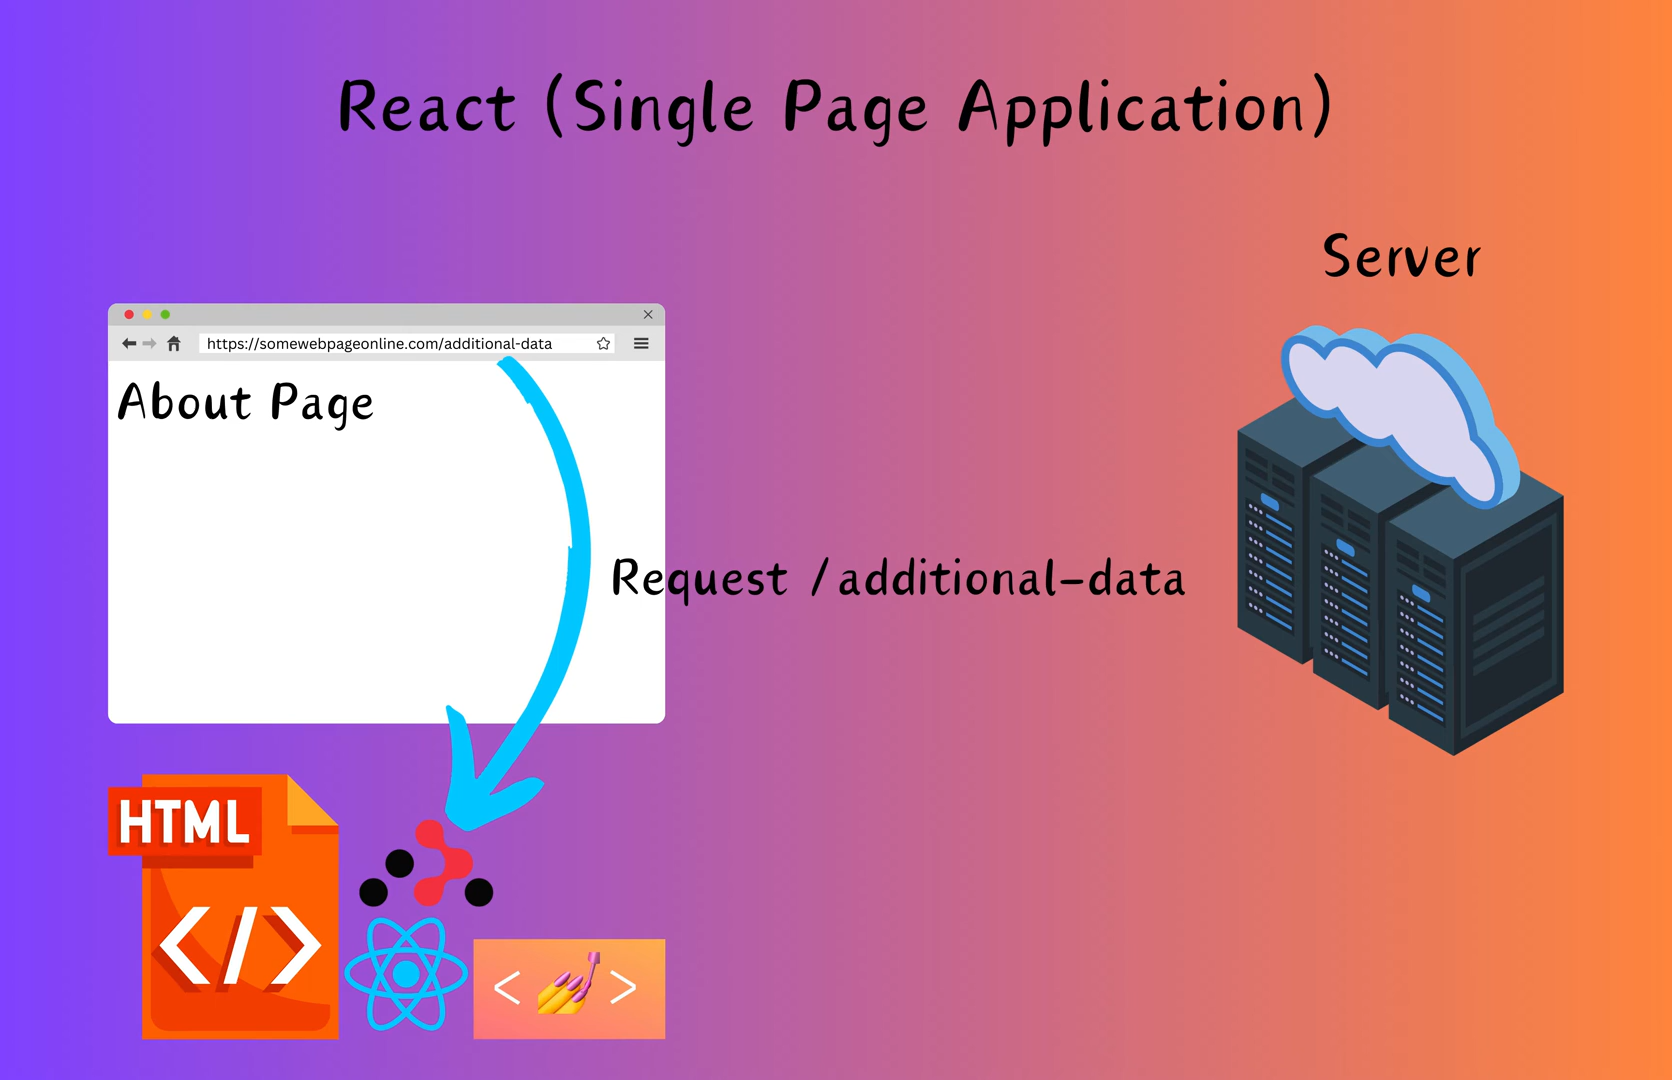 React (Single Page Application)
Server
https://somewebpageonline.com/additional-data
About Page
Request /additional-data
HTML
</>
< >